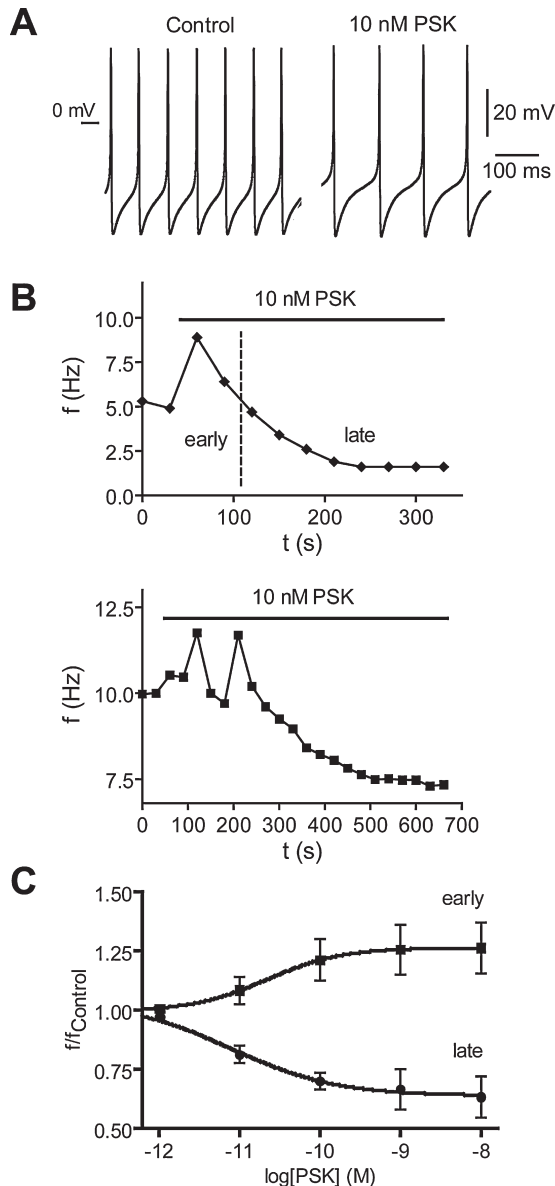 A
Control
10 nM PSK
0 mV
20 mV
100 ms
B
10 nM PSK
10.0
7.5
5.0
2.5
0.0
f (Hz)
early
late
0 100 200 300
t (s)
10 nM PSK
12.5
10.0
7.5
f (Hz)
0 100 200 300 400 500 600 700
t (s)
C
1.50
1.25
1.00
0.75
0.50
f/fControl
early
late
-12 -11 -10 -9 -8
log[PSK] (M)